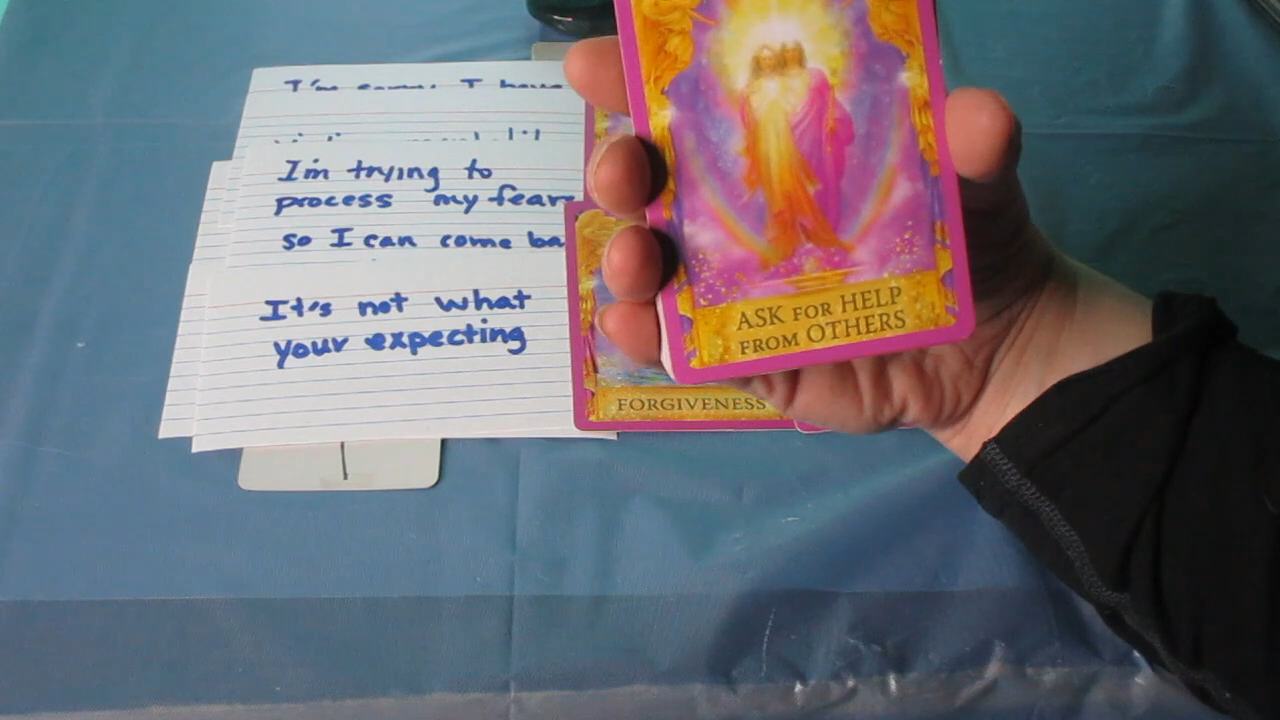 I'm trying to
process my fears
so I can come ba
It's not what
your expecting
ASK FOR HELP
FROM OTHERS
FORGIVENESS